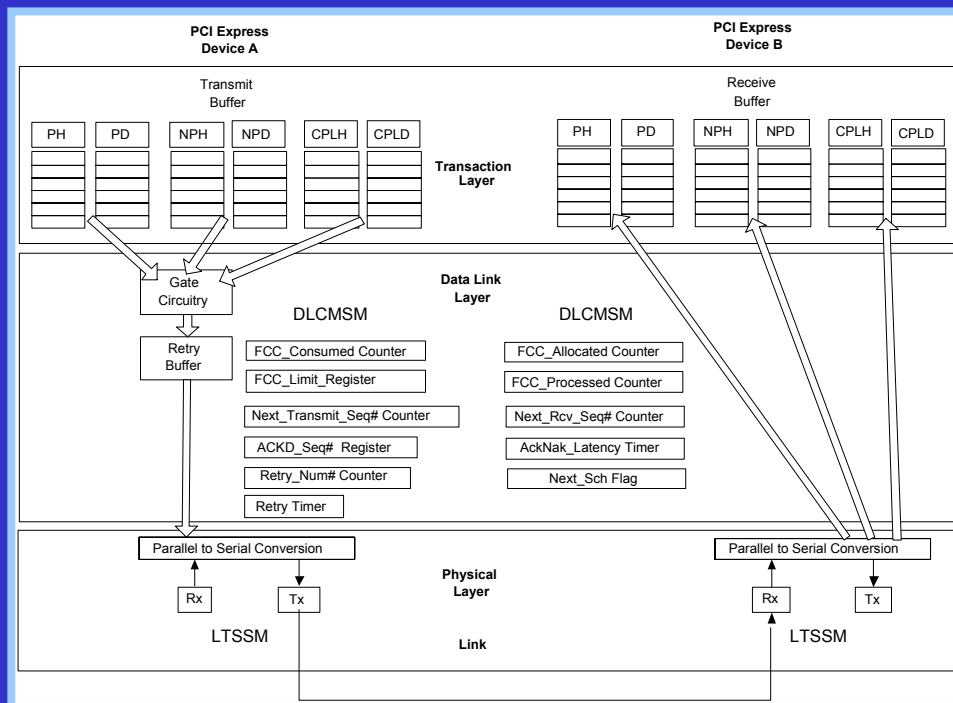 PCI Express
Device A
PCI Express
Device B
Transmit
Buffer
Receive
Buffer
PH
PD
NPH
NPD
CPLH
CPLD
PH
PD
NPH
NPD
CPLH
CPLD
Transaction
Layer
Gate
Circuitry
Data Link
Layer
DLCMSM
DLCMSM
Retry
Buffer
FCC_Consumed Counter
FCC_Limit_Register
Next_Transmit_Seq# Counter
ACKD_Seq# Register
Retry_Num# Counter
Retry Timer
FCC_Allocated Counter
FCC_Processed Counter
Next_Rcv_Seq# Counter
AckNak_Latency Timer
Next_Sch Flag
Parallel to Serial Conversion
Parallel to Serial Conversion
Physical
Layer
Rx
Tx
Rx
Tx
LTSSM
Link
LTSSM